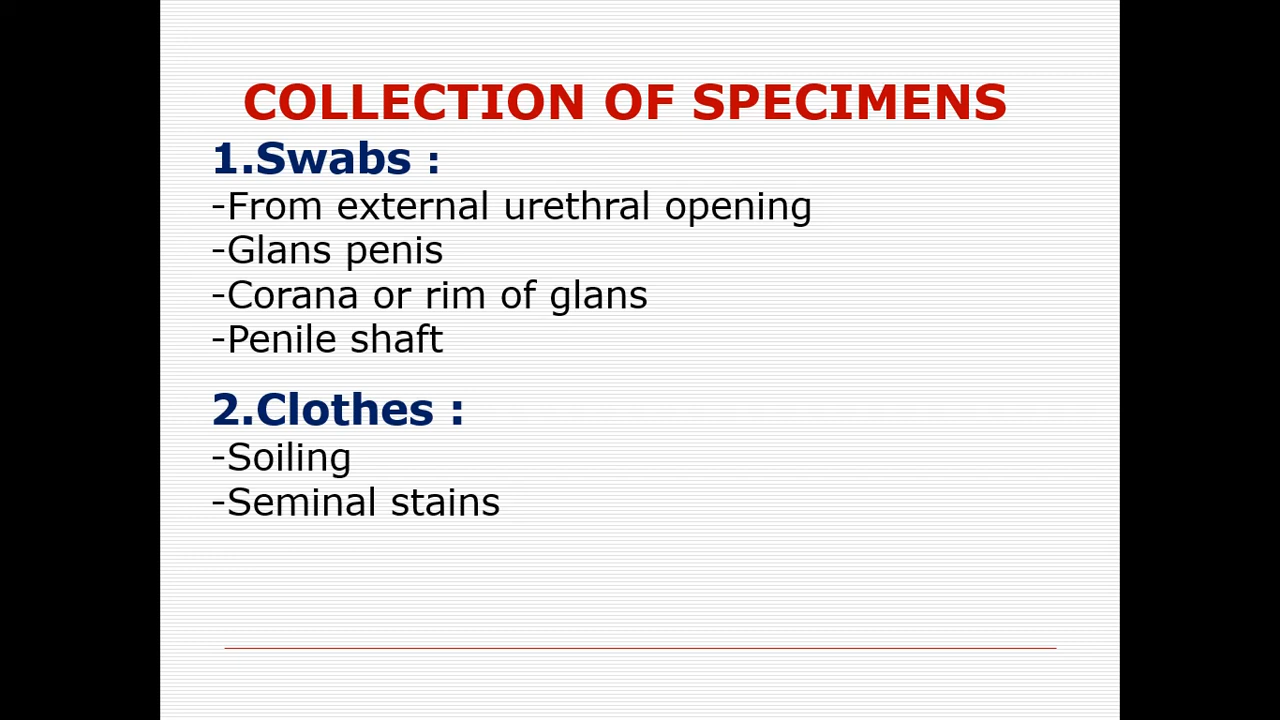 COLLECTION OF SPECIMENS
1.Swabs :
-From external urethral opening
-Glans penis
-Corana or rim of glans
-Penile shaft
2.Clothes :
-Soiling
-Seminal stains